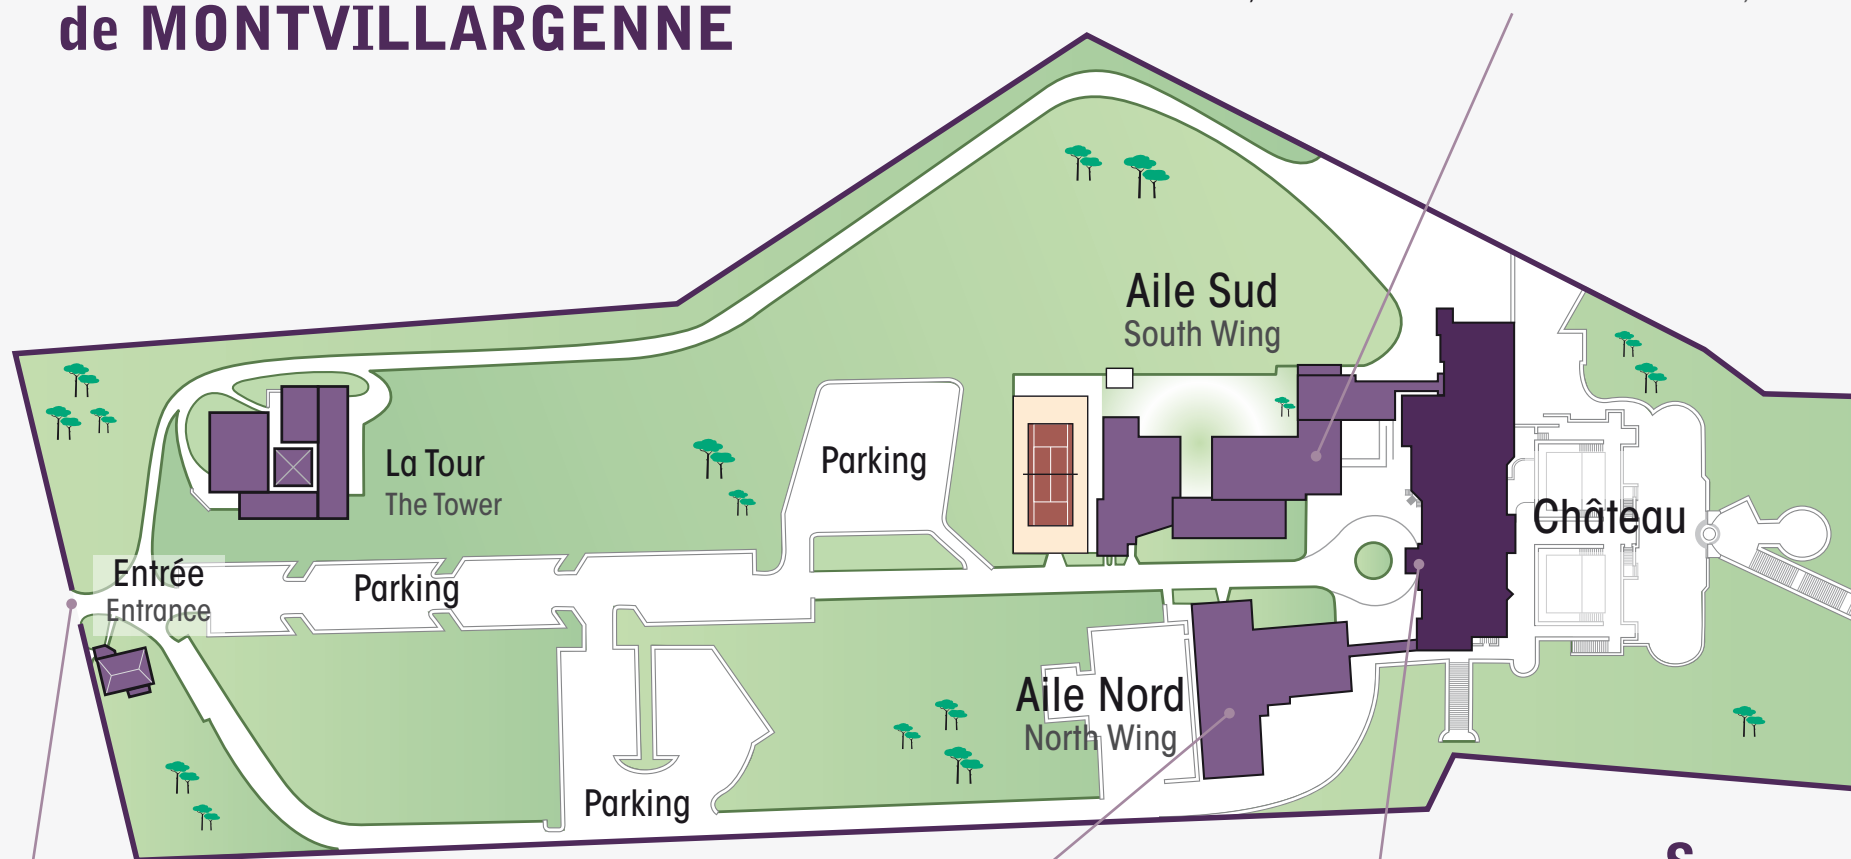 de MONTVILLARGENNE
Aile Sud
South Wing
La Tour
The Tower
Parking
Château
Entrée
Entrance
Parking
Aile Nord
North Wing
Parking